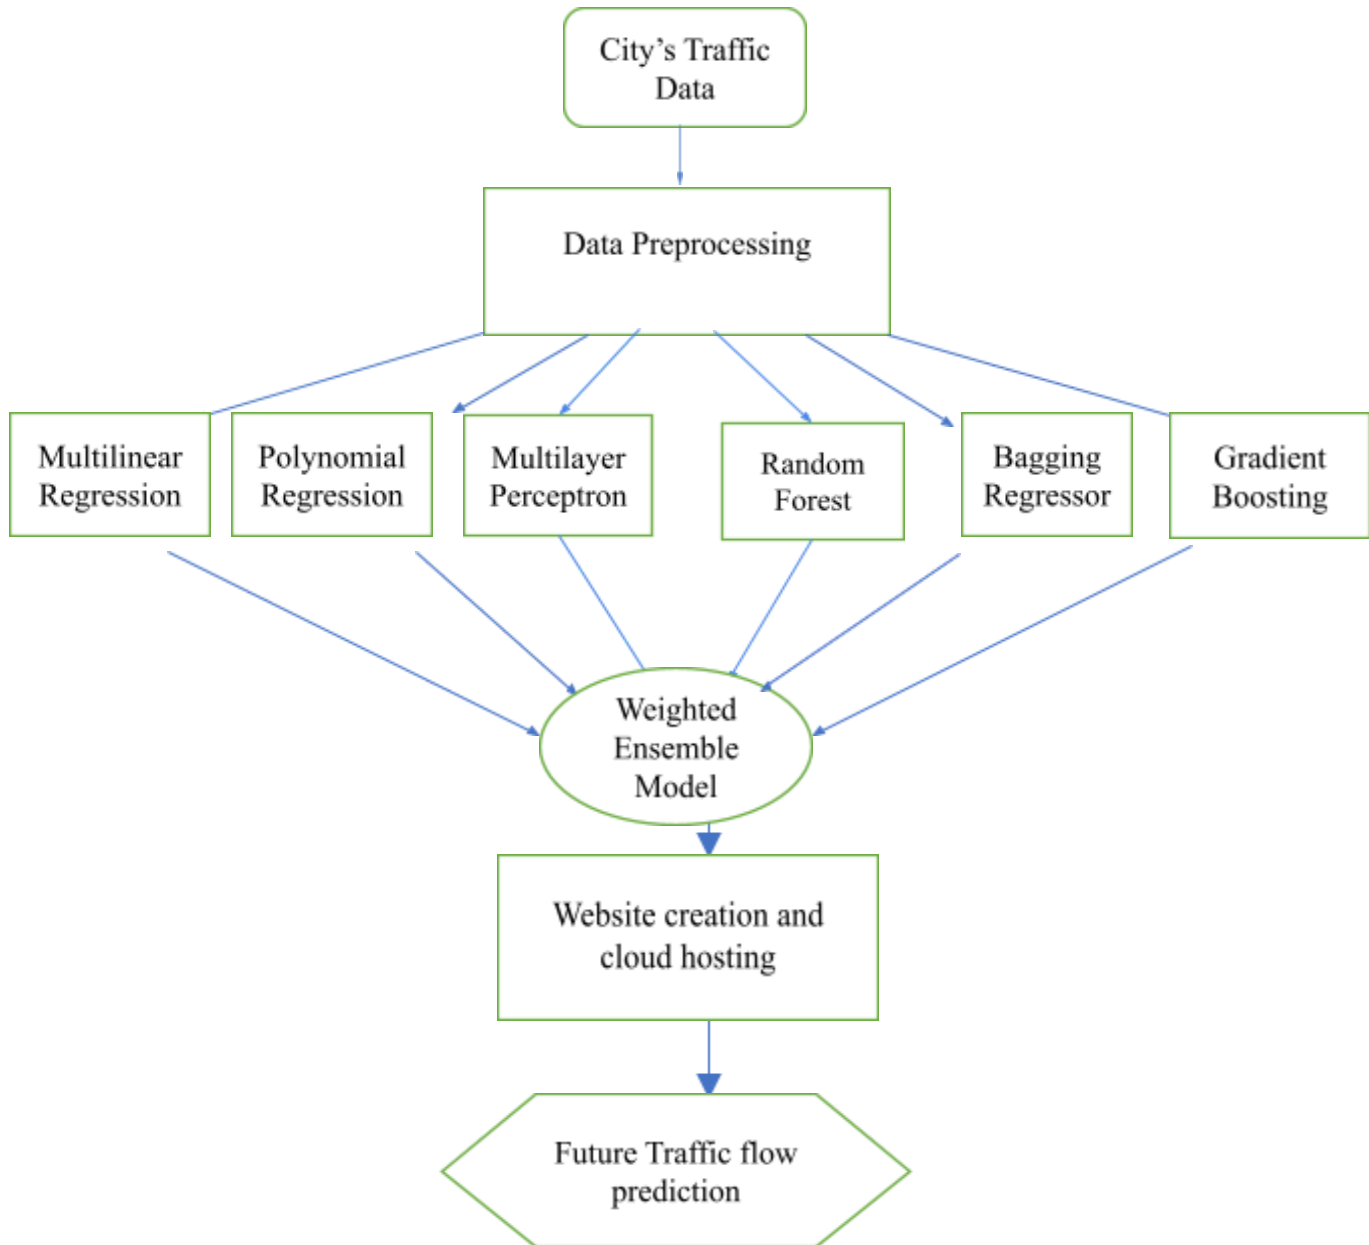 City’s Traffic
Data
Data Preprocessing
Multilinear
Regression
Polynomial
Regression
Multilayer
Perceptron
Random
Forest
Bagging
Regressor
Gradient
Boosting
Weighted
Ensemble
Model
Website creation and
cloud hosting
Future Traffic flow
prediction